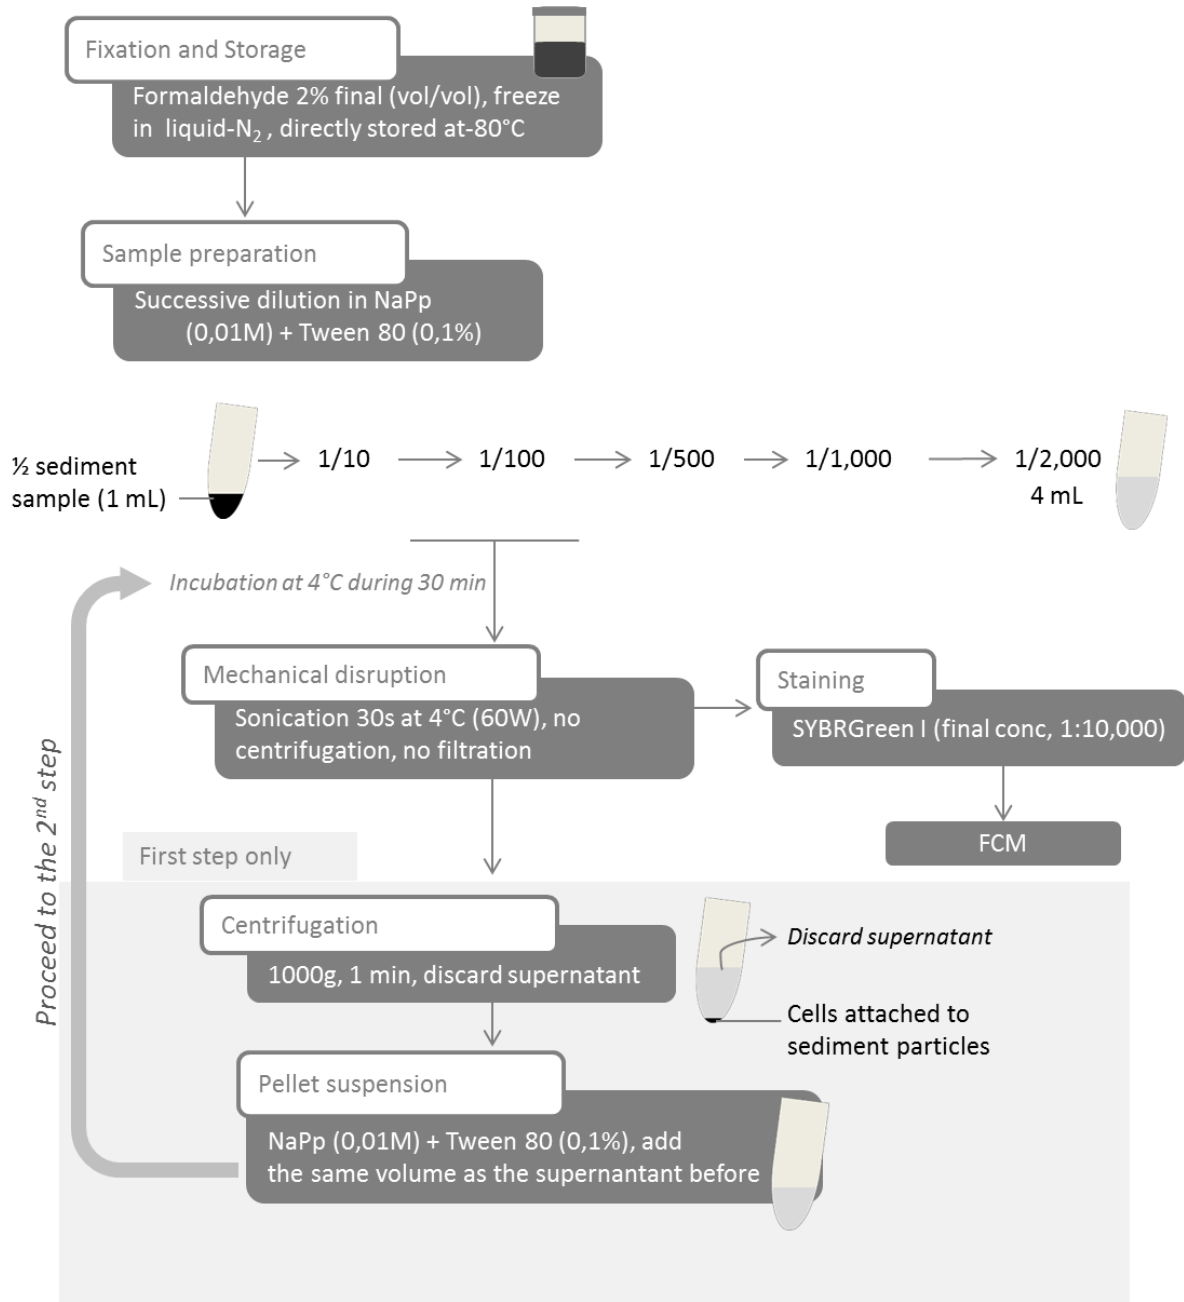 Fixation and Storage
Formaldehyde 2% final (vol/vol), freeze
in liquid-N₂ , directly stored at-80°C
Sample preparation
Successive dilution in NaPp
(0,01M) + Tween 80 (0,1%)
½ sediment
sample (1 mL)
1/10
1/100
1/500
1/1,000
1/2,000
4 mL
Incubation at 4°C during 30 min
Mechanical disruption
Sonication 30s at 4°C (60W), no
centrifugation, no filtration
Staining
SYBRGreen I (final conc, 1:10,000)
FCM
Proceed to the 2nd step
First step only
Centrifugation
1000g, 1 min, discard supernatant
Discard supernatant
Cells attached to
sediment particles
Pellet suspension
NaPp (0,01M) + Tween 80 (0,1%), add
the same volume as the supernantant before